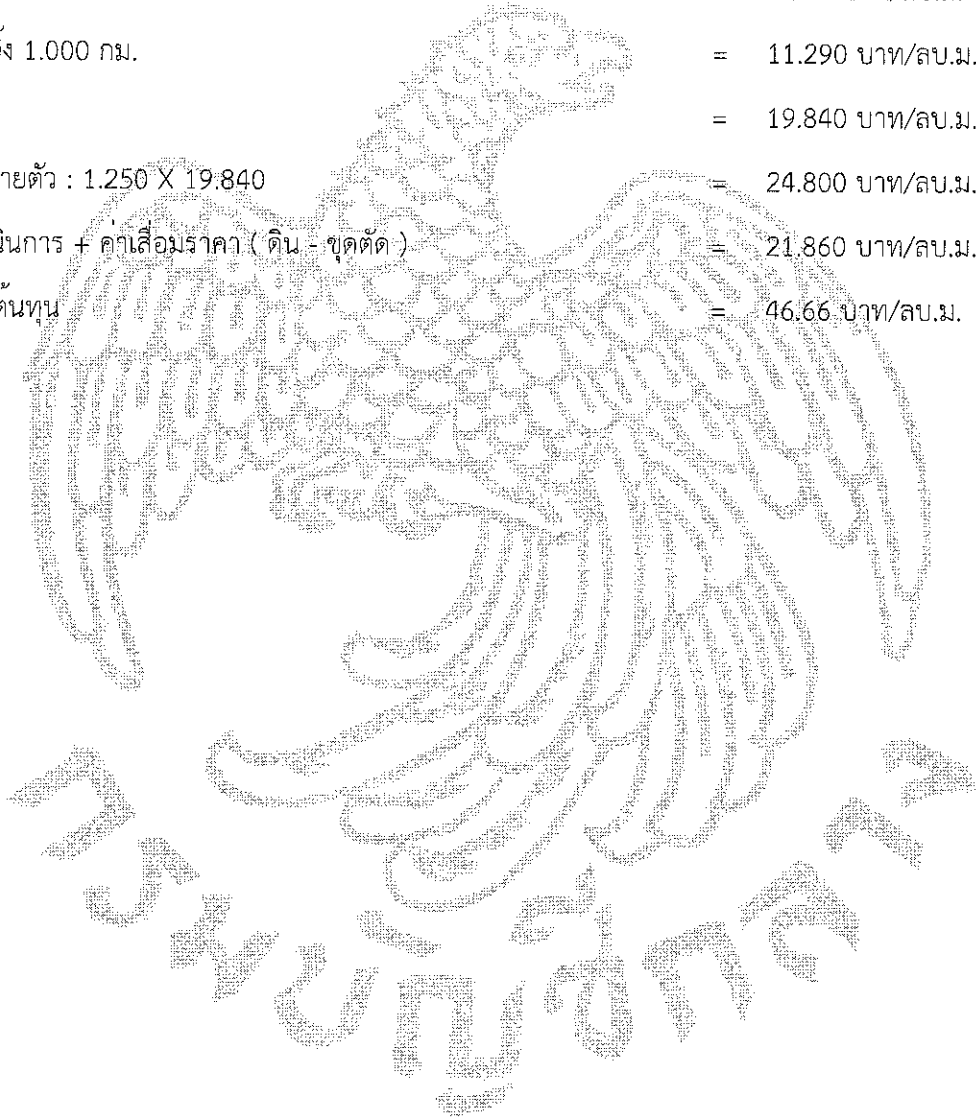 ง 1.000 กม. = 11.290 บาท/ลบ.ม.
= 19.840 บาท/ลบ.ม.
ายตัว : 1.250 X 19.840 = 24.800 บาท/ลบ.ม.
นินการ + ค่าเสื่อมราคา ( ดิน - ขุดตัด ) = 21.860 บาท/ลบ.ม.
ต้นทุน = 46.66 บาท/ลบ.ม.